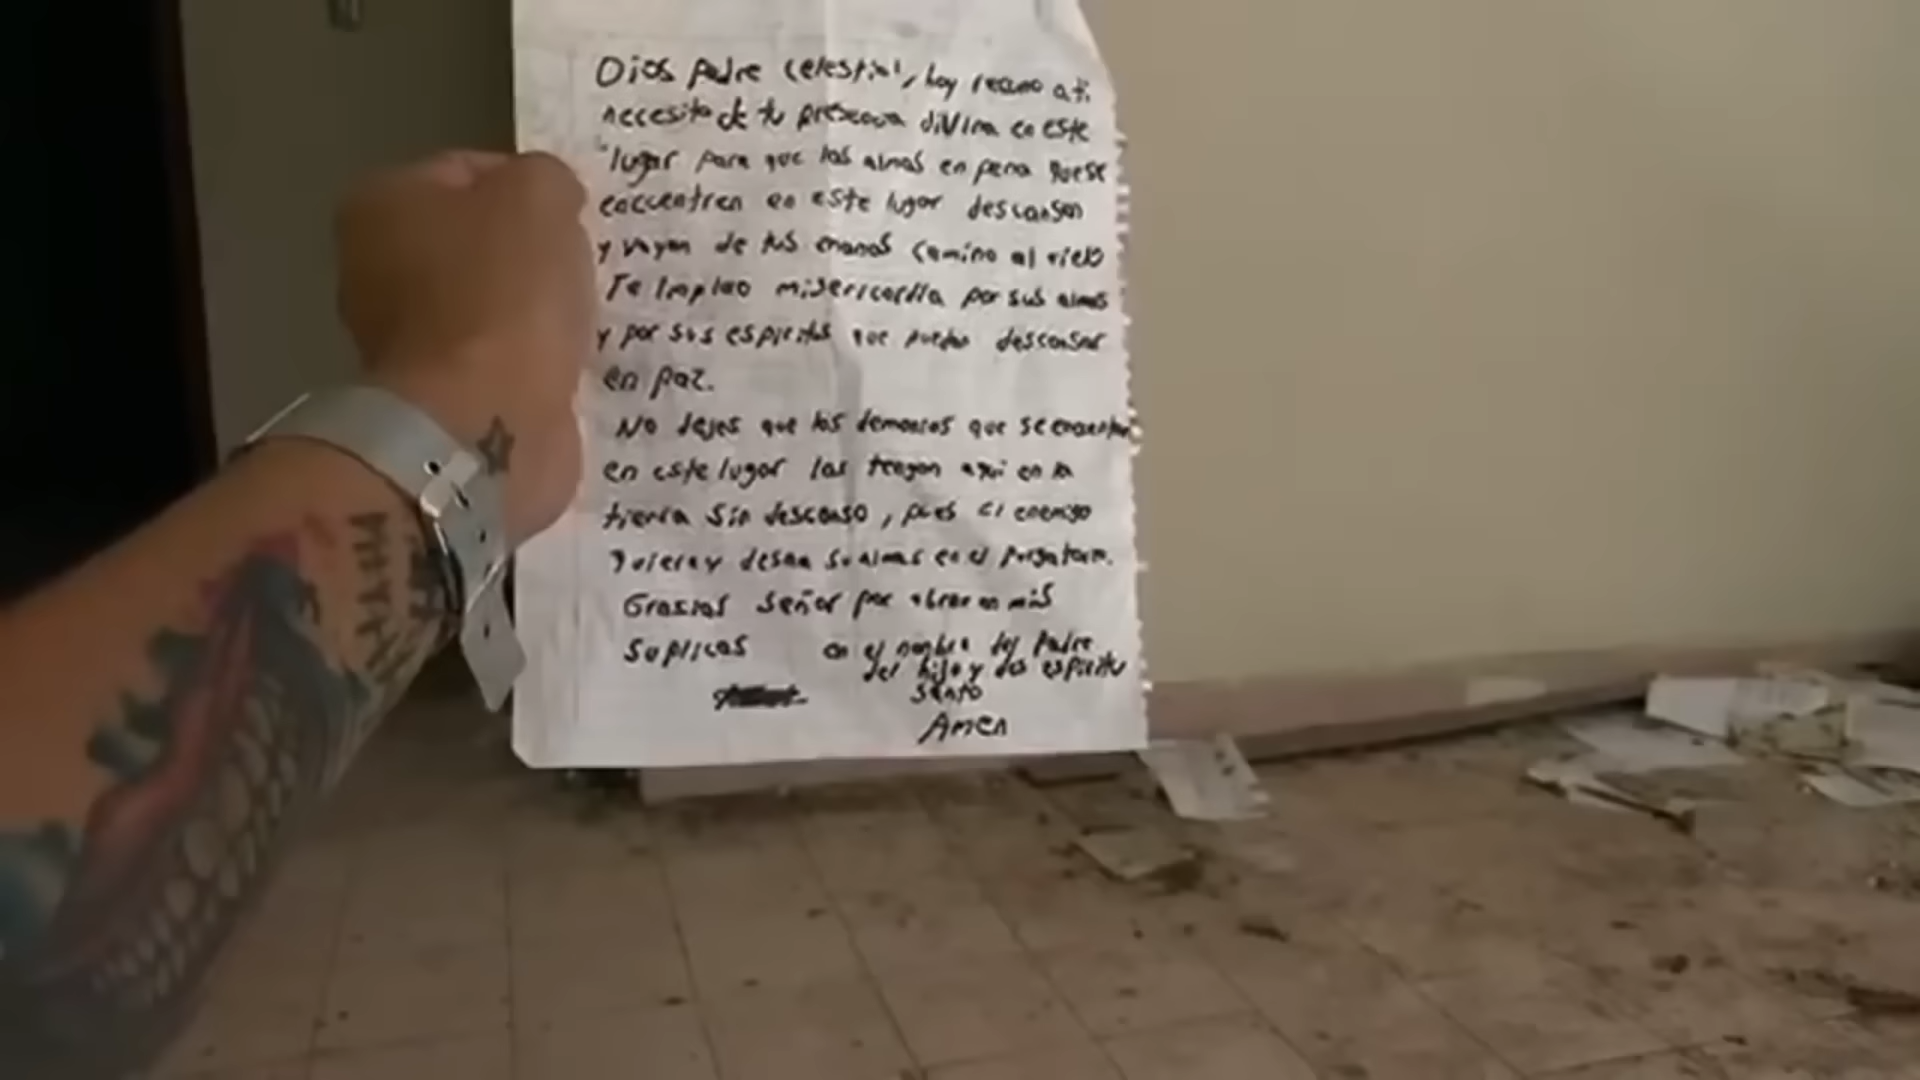 Dios Padre Celestial, hoy recurro a ti
necesito de tu presencia divina en este
lugar para que las almas en pena que se
encuentren en este lugar descansen
y vayan de tus manos camino al cielo
Te Imploro misericordia por sus almas
y por sus espiritus que puedan descansar
en paz.
No dejes que los demonios que se encuentran
en este lugar las tengan aqui en la
tierra sin descanso, pues el enemigo
quiere y desea su almas en el purgatorio.
Grasias Señor por obrar en mis
Suplicas en el nombre del Padre
del hijo y del espiritu
santo
Amen